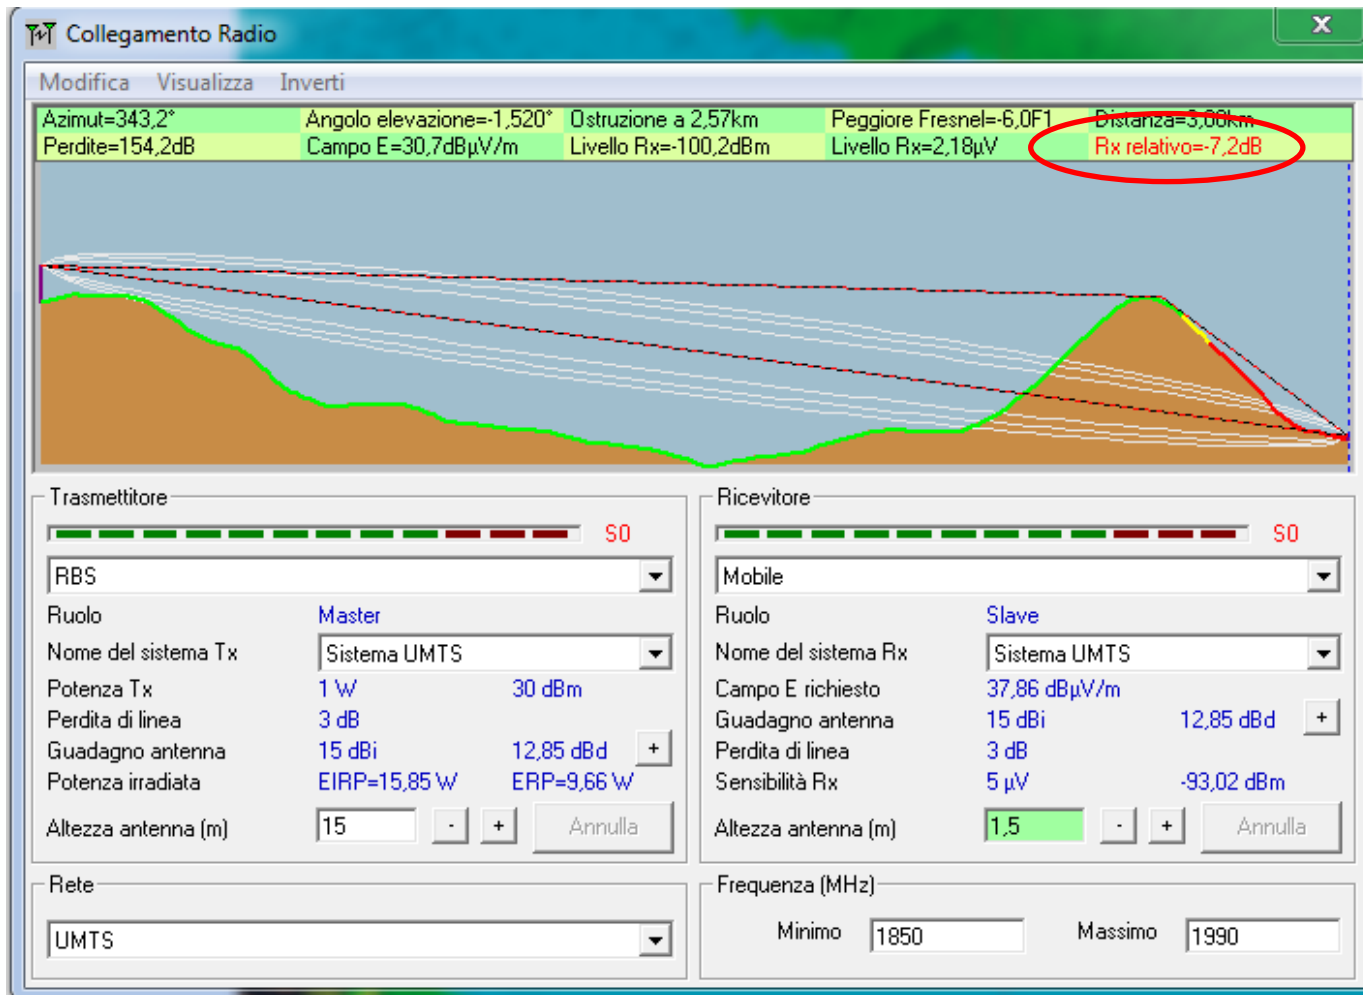 Collegamento Radio
X
Modifica Visualizza Inverti
Azimut=343,2° Angolo elevazione=-1,520° Ostruzione a 2,57km Peggiore Fresnel=-6,0F1 Distanza=3,00km
Perdite=154,2dB Campo E=30,7dBµV/m Livello Rx=-100,2dBm Livello Rx=2,18µV Rx relativo=-7,2dB
Trasmettitore
S0
RBS
Ruolo Master
Nome del sistema Tx Sistema UMTS
Potenza Tx 1 W 30 dBm
Perdita di linea 3 dB
Guadagno antenna 15 dBi 12,85 dBd +
Potenza irradiata EIRP=15,85 W ERP=9,66 W
Altezza antenna (m) 15 - + Annulla
Rete
UMTS
Ricevitore
S0
Mobile
Ruolo Slave
Nome del sistema Rx Sistema UMTS
Campo E richiesto 37,86 dBµV/m
Guadagno antenna 15 dBi 12,85 dBd +
Perdita di linea 3 dB
Sensibilità Rx 5 µV -93,02 dBm
Altezza antenna (m) 1,5 - + Annulla
Frequenza (MHz)
Minimo 1850 Massimo 1990